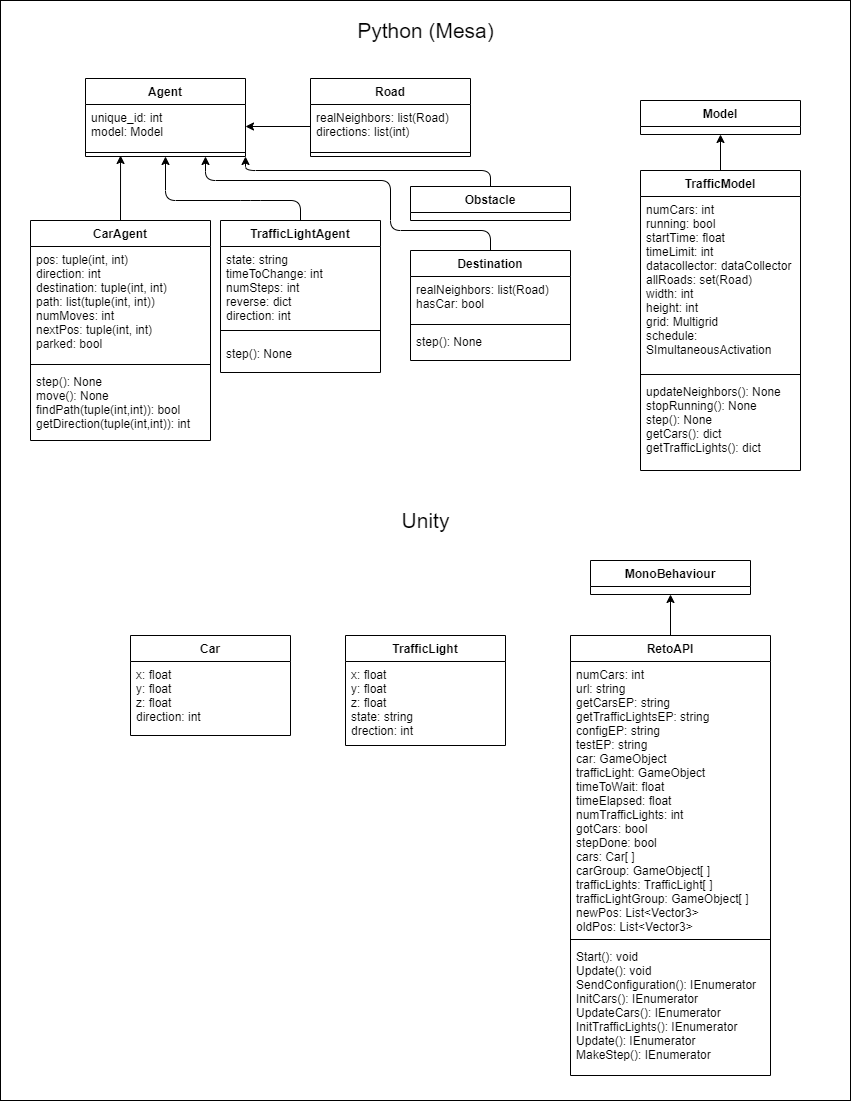 Python (Mesa)
Agent
unique_id: int
model: Model
Road
realNeighbors: list(Road)
directions: list(int)
Model
Obstacle
TrafficModel
numCars: int
running: bool
startTime: float
timeLimit: int
datacollector: dataCollector
allRoads: set(Road)
width: int
height: int
grid: Multigrid
schedule:
SImultaneousActivation
updateNeighbors(): None
stopRunning(): None
step(): None
getCars(): dict
getTrafficLights(): dict
CarAgent
pos: tuple(int, int)
direction: int
destination: tuple(int, int)
path: list(tuple(int, int))
numMoves: int
nextPos: tuple(int, int)
parked: bool
step(): None
move(): None
findPath(tuple(int,int)): bool
getDirection(tuple(int,int)): int
TrafficLightAgent
state: string
timeToChange: int
numSteps: int
reverse: dict
direction: int
step(): None
Destination
realNeighbors: list(Road)
hasCar: bool
step(): None
Unity
MonoBehaviour
Car
x: float
y: float
z: float
direction: int
TrafficLight
x: float
y: float
z: float
state: string
drection: int
RetoAPI
numCars: int
url: string
getCarsEP: string
getTrafficLightsEP: string
configEP: string
testEP: string
car: GameObject
trafficLight: GameObject
timeToWait: float
timeElapsed: float
numTrafficLights: int
gotCars: bool
stepDone: bool
cars: Car[ ]
carGroup: GameObject[ ]
trafficLights: TrafficLight[ ]
trafficLightGroup: GameObject[ ]
newPos: List<Vector3>
oldPos: List<Vector3>
Start(): void
Update(): void
SendConfiguration(): IEnumerator
InitCars(): IEnumerator
UpdateCars(): IEnumerator
InitTrafficLights(): IEnumerator
Update(): IEnumerator
MakeStep(): IEnumerator